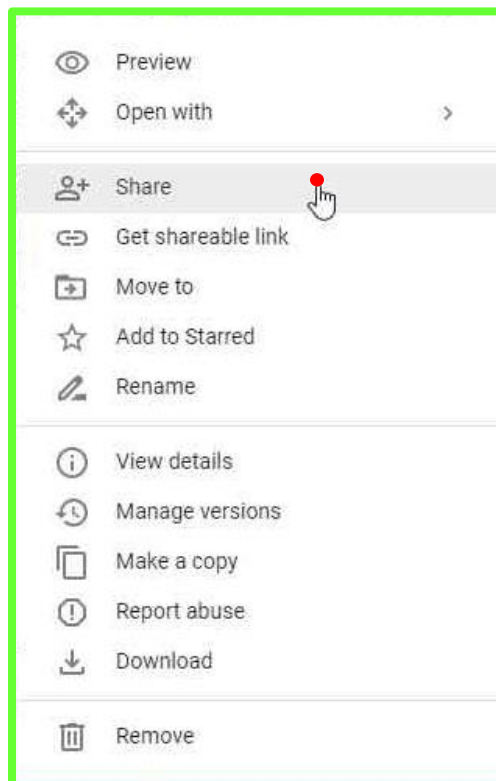 Preview
Open with
Share
Get shareable link
Move to
Add to Starred
Rename
View details
Manage versions
Make a copy
Report abuse
Download
Remove